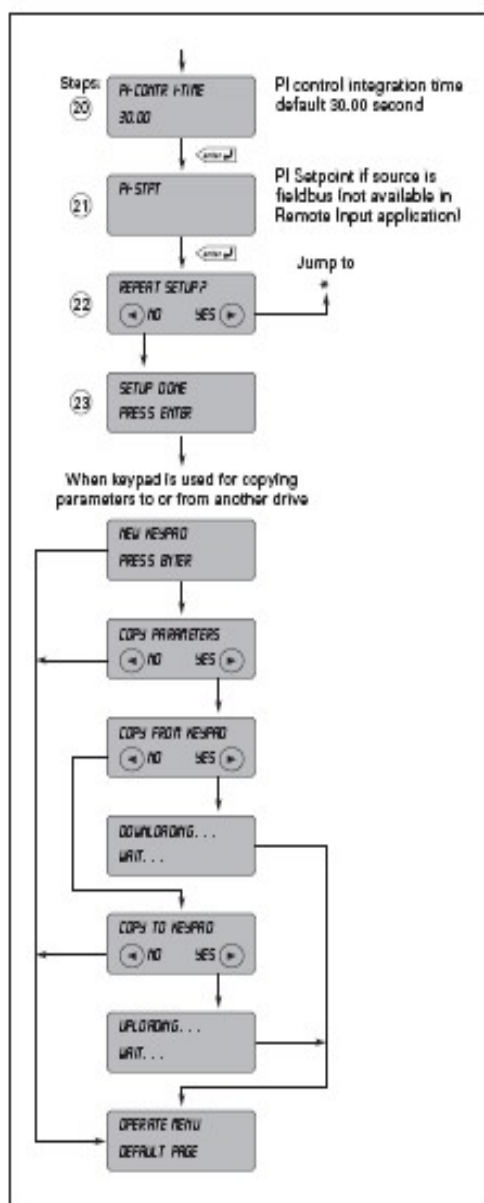 Steps:
20
PI-CONTR I-TIME
30.00
PI control integration time
default 30.00 second
enter
21
PI-STPT
PI Setpoint if source is
fieldbus (not available in
Remote Input application)
enter
22
REPEAT SETUP?
NO YES
Jump to
*
23
SETUP DONE
PRESS ENTER
When keypad is used for copying
parameters to or from another drive
NEW KEYPAD
PRESS ENTER
COPY PARAMETERS
NO YES
COPY FROM KEYPAD
NO YES
DOWNLOADING...
WAIT...
COPY TO KEYPAD
NO YES
UPLOADING...
WAIT...
OPERATE MENU
DEFAULT PAGE